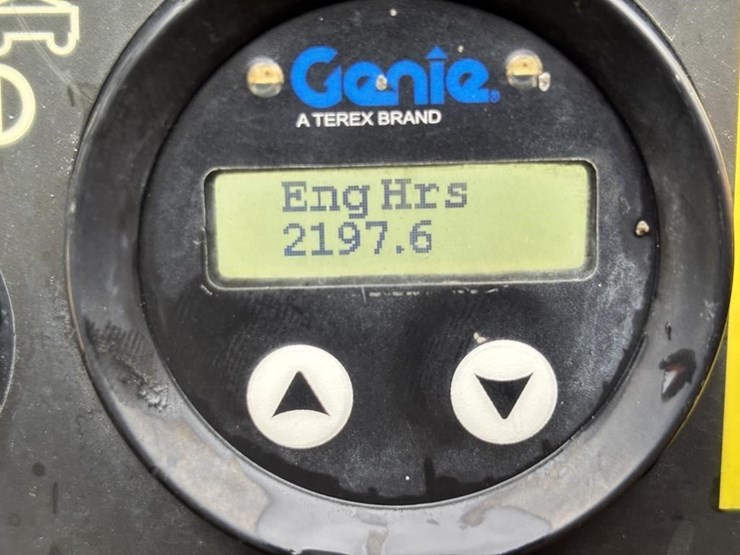 Genie®
A TEREX BRAND
Eng Hrs
2197.6